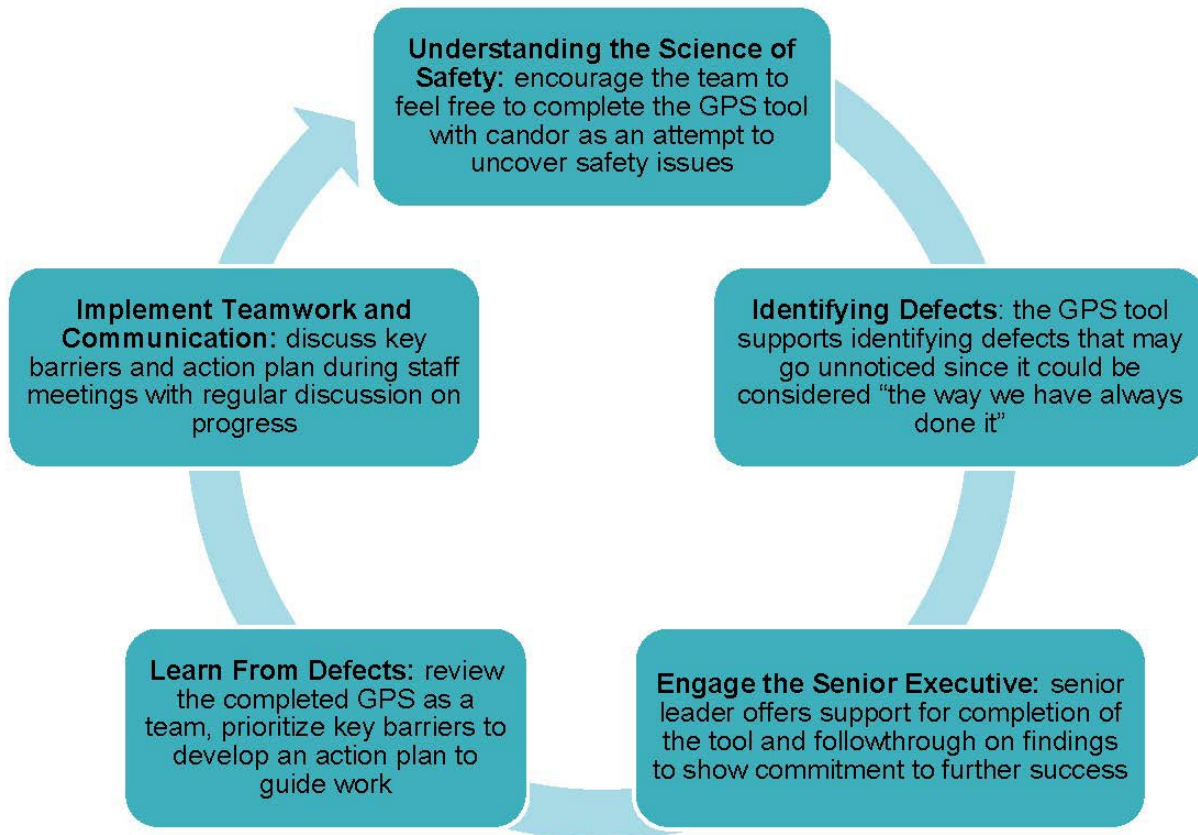 Understanding the Science of
Safety: encourage the team to
feel free to complete the GPS tool
with candor as an attempt to
uncover safety issues
Identifying Defects: the GPS tool
supports identifying defects that may
go unnoticed since it could be
considered “the way we have always
done it”
Engage the Senior Executive: senior
leader offers support for completion of
the tool and followthrough on findings
to show commitment to further success
Learn From Defects: review
the completed GPS as a
team, prioritize key barriers to
develop an action plan to
guide work
Implement Teamwork and
Communication: discuss key
barriers and action plan during staff
meetings with regular discussion on
progress